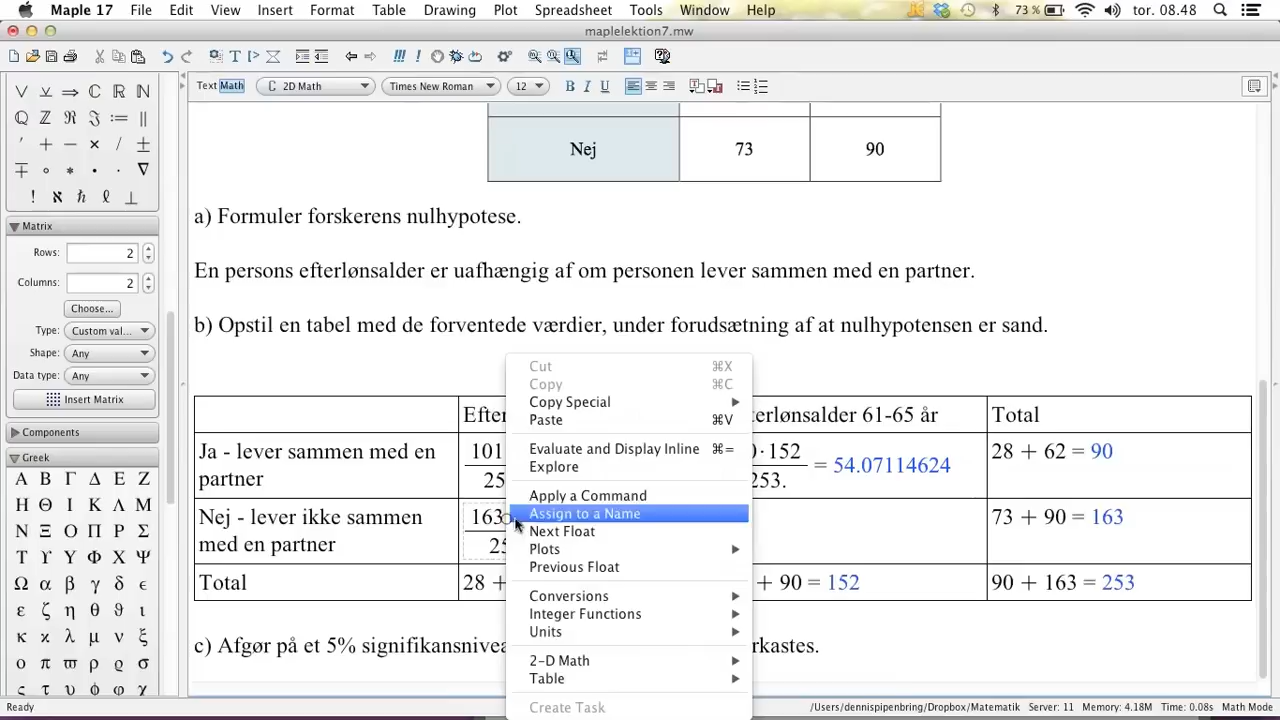 Maple 17 File Edit View Insert Format Table Drawing Plot Spreadsheet Tools Window Help 73 % tor. 08.48
maplelektion7.mw
Text Math C 2D Math Times New Roman 12 B I U
∨ ⊻ ⇒ ℂ ℝ ℕ
ℚ ℤ ℜ ℑ := ∥
′ + − × / ±
∓ ∘ * • · ∇
! ℵ ℏ ℓ ⊥
Matrix
Rows: 2
Columns: 2
Choose...
Type: Custom val...
Shape: Any
Data type: Any
Insert Matrix
Components
Greek
Α Β Γ Δ Ε Ζ
Η Θ Ι Κ Λ Μ
Ν Ξ Ο Π Ρ Σ
Τ Υ Υ Φ Χ Ψ
Ω α β γ δ ϵ
ε ζ η θ ϑ ι
κ ϰ λ μ ν ξ
ο π ϖ ρ ϱ σ
Nej 73 90
a) Formuler forskerens nulhypotese.
En persons efterlønsalder er uafhængig af om personen lever sammen med en partner.
b) Opstil en tabel med de forventede værdier, under forudsætning af at nulhypotensen er sand.
Efter terlønsalder 61-65 år Total
Ja - lever sammen med en partner 101 25 ·152 253. = 54.07114624 28 + 62 = 90
Nej - lever ikke sammen med en partner 163 25 73 + 90 = 163
Total 28 + + 90 = 152 90 + 163 = 253
c) Afgør på et 5% signifikansnivea rkastes.
Cut ⌘X
Copy ⌘C
Copy Special
Paste ⌘V
Evaluate and Display Inline ⌘=
Explore
Apply a Command
Assign to a Name
Next Float
Plots
Previous Float
Conversions
Integer Functions
Units
2-D Math
Table
Create Task
Ready /Users/dennispipenbring/Dropbox/Matematik Server: 11 Memory: 4.18M Time: 0.08s Math Mode